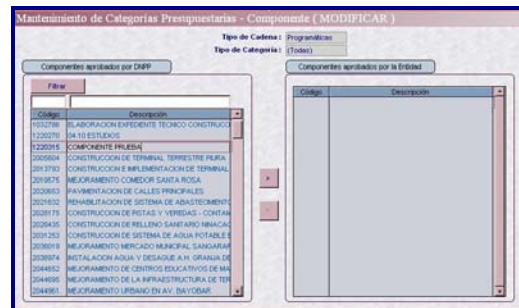 Mantenimiento de Categorías Presupuestarias - Componente ( MODIFICAR )
Tipo de Cadena : Programáticas
Tipo de Categoría : (Todas)
Componentes aprobados por DNPP
Componentes aprobados por la Entidad
Filtrar
Código Descripción
Código Descripción
1032786 ELABORACION EXPEDIENTE TECNICO CONSTRUCCI
1220270 04.10 ESTUDIOS
1220315 COMPONENTE PRUEBA
2005604 CONSTRUCCION DE TERMINAL TERRESTRE PIURA
2013793 CONSTRUCCION E IMPLEMENTACION DE TERMINAL
2019575 MEJORAMIENTO COMEDOR SANTA ROSA
2020653 PAVIMENTACION DE CALLES PRINCIPALES
2021932 REHABILITACION DE SISTEMA DE ABASTECIMIENTO
2028175 CONSTRUCCION DE PISTAS Y VEREDAS - CONTAM
2028435 CONSTRUCCION DE RELLENO SANITARIO NINACAC
2031253 CONSTRUCCION DE SISTEMA DE AGUA POTABLE E
2036019 MEJORAMIENTO MERCADO MUNICIPAL SANGARAR
2038974 INSTALACION AGUA Y DESAGUE A.H. GRANJA DE
2044652 MEJORAMIENTO DE CENTROS EDUCATIVOS DE MA
2044695 MEJORAMIENTO DE LA INFRAESTRUCTURA DE TER
2044961 MEJORAMIENTO URBANO EN AV. BAYOBAR